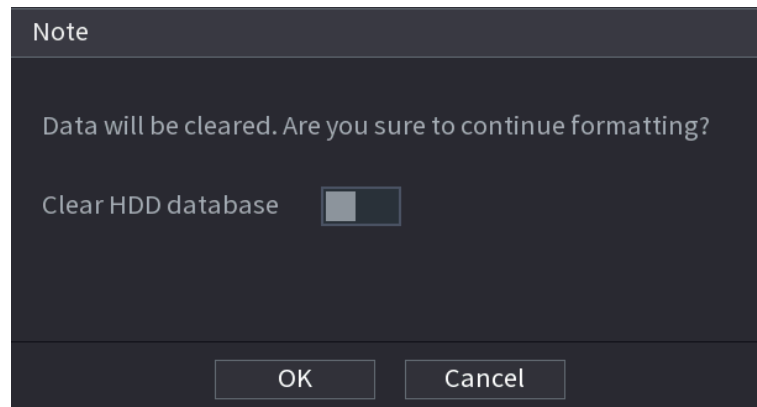 Note
Data will be cleared. Are you sure to continue formatting?
Clear HDD database
OK
Cancel